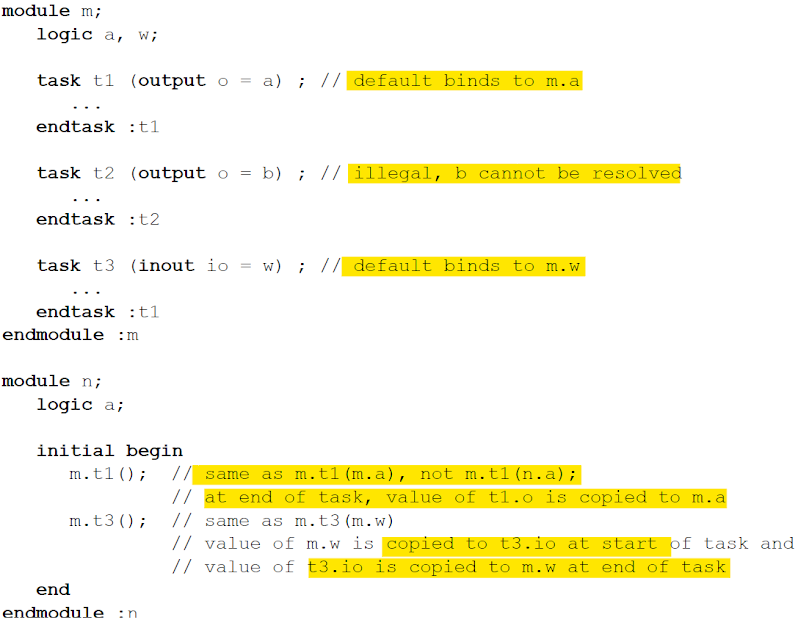 module m;
logic a, w;
task t1 (output o = a) ; // default binds to m.a
...
endtask :t1
task t2 (output o = b) ; // illegal, b cannot be resolved
...
endtask :t2
task t3 (inout io = w) ; // default binds to m.w
...
endtask :t1
endmodule :m
module n;
logic a;
initial begin
m.t1(); // same as m.t1(m.a), not m.t1(n.a);
// at end of task, value of t1.o is copied to m.a
m.t3(); // same as m.t3(m.w)
// value of m.w is copied to t3.io at start of task and
// value of t3.io is copied to m.w at end of task
end
endmodule :n